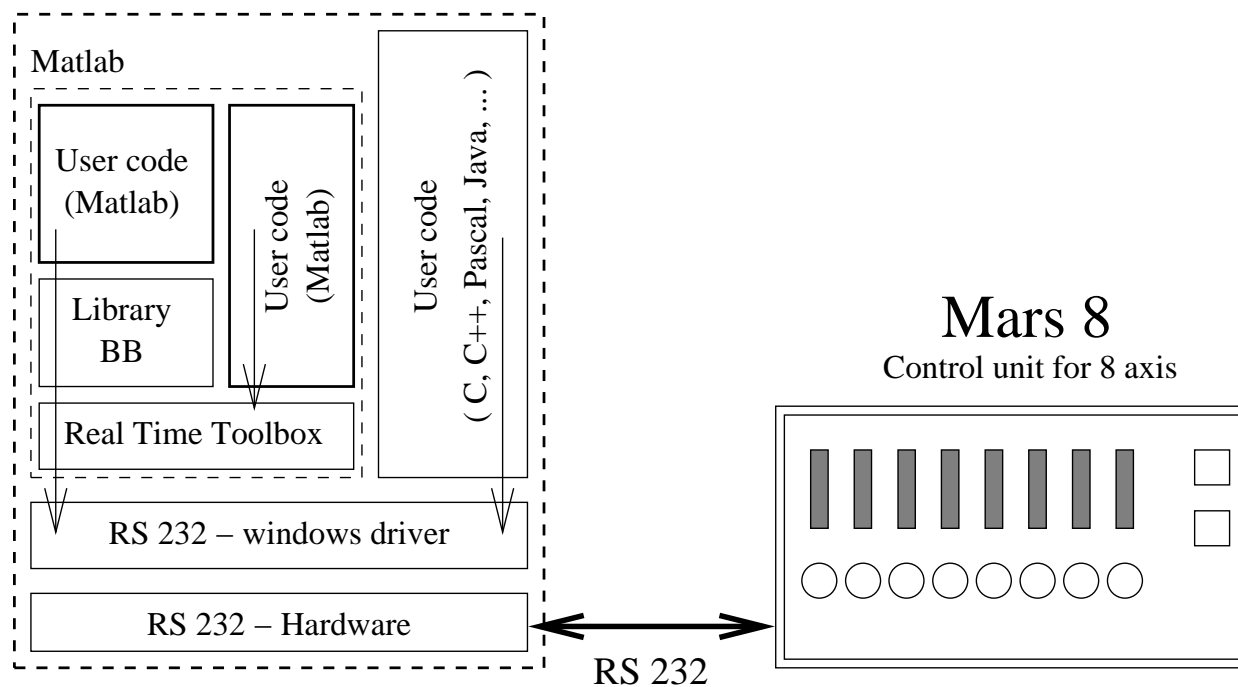 Matlab
User code
(Matlab)
Library
BB
User code
(Matlab)
Real Time Toolbox
User code
( C, C++, Pascal, Java, ... )
RS 232 – windows driver
RS 232 – Hardware
RS 232
Mars 8
Control unit for 8 axis